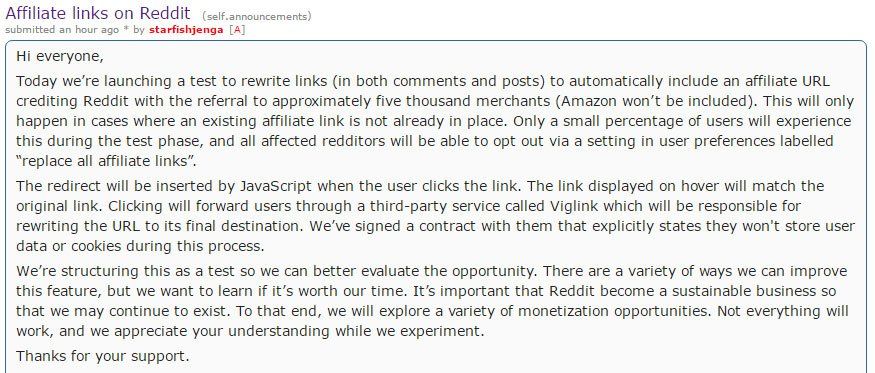 Affiliate links on Reddit (self.announcements)
submitted an hour ago * by starfishjenga [A]
Hi everyone,
Today we're launching a test to rewrite links (in both comments and posts) to automatically include an affiliate URL
crediting Reddit with the referral to approximately five thousand merchants (Amazon won't be included). This will only
happen in cases where an existing affiliate link is not already in place. Only a small percentage of users will experience
this during the test phase, and all affected redditors will be able to opt out via a setting in user preferences labelled
“replace all affiliate links”.
The redirect will be inserted by JavaScript when the user clicks the link. The link displayed on hover will match the
original link. Clicking will forward users through a third-party service called Viglink which will be responsible for
rewriting the URL to its final destination. We've signed a contract with them that explicitly states they won't store user
data or cookies during this process.
We're structuring this as a test so we can better evaluate the opportunity. There are a variety of ways we can improve
this feature, but we want to learn if it's worth our time. It's important that Reddit become a sustainable business so
that we may continue to exist. To that end, we will explore a variety of monetization opportunities. Not everything will
work, and we appreciate your understanding while we experiment.
Thanks for your support.